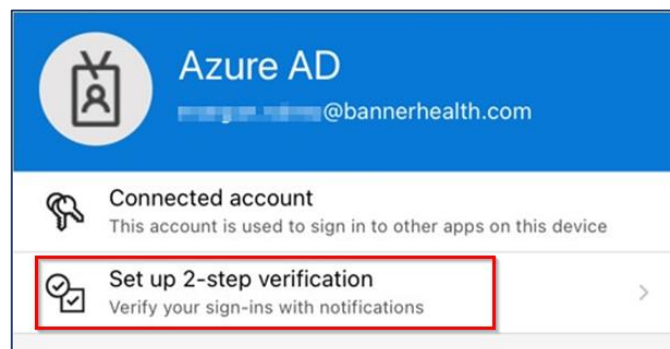 Azure AD
@bannerhealth.com
Connected account
This account is used to sign in to other apps on this device
Set up 2-step verification
Verify your sign-ins with notifications